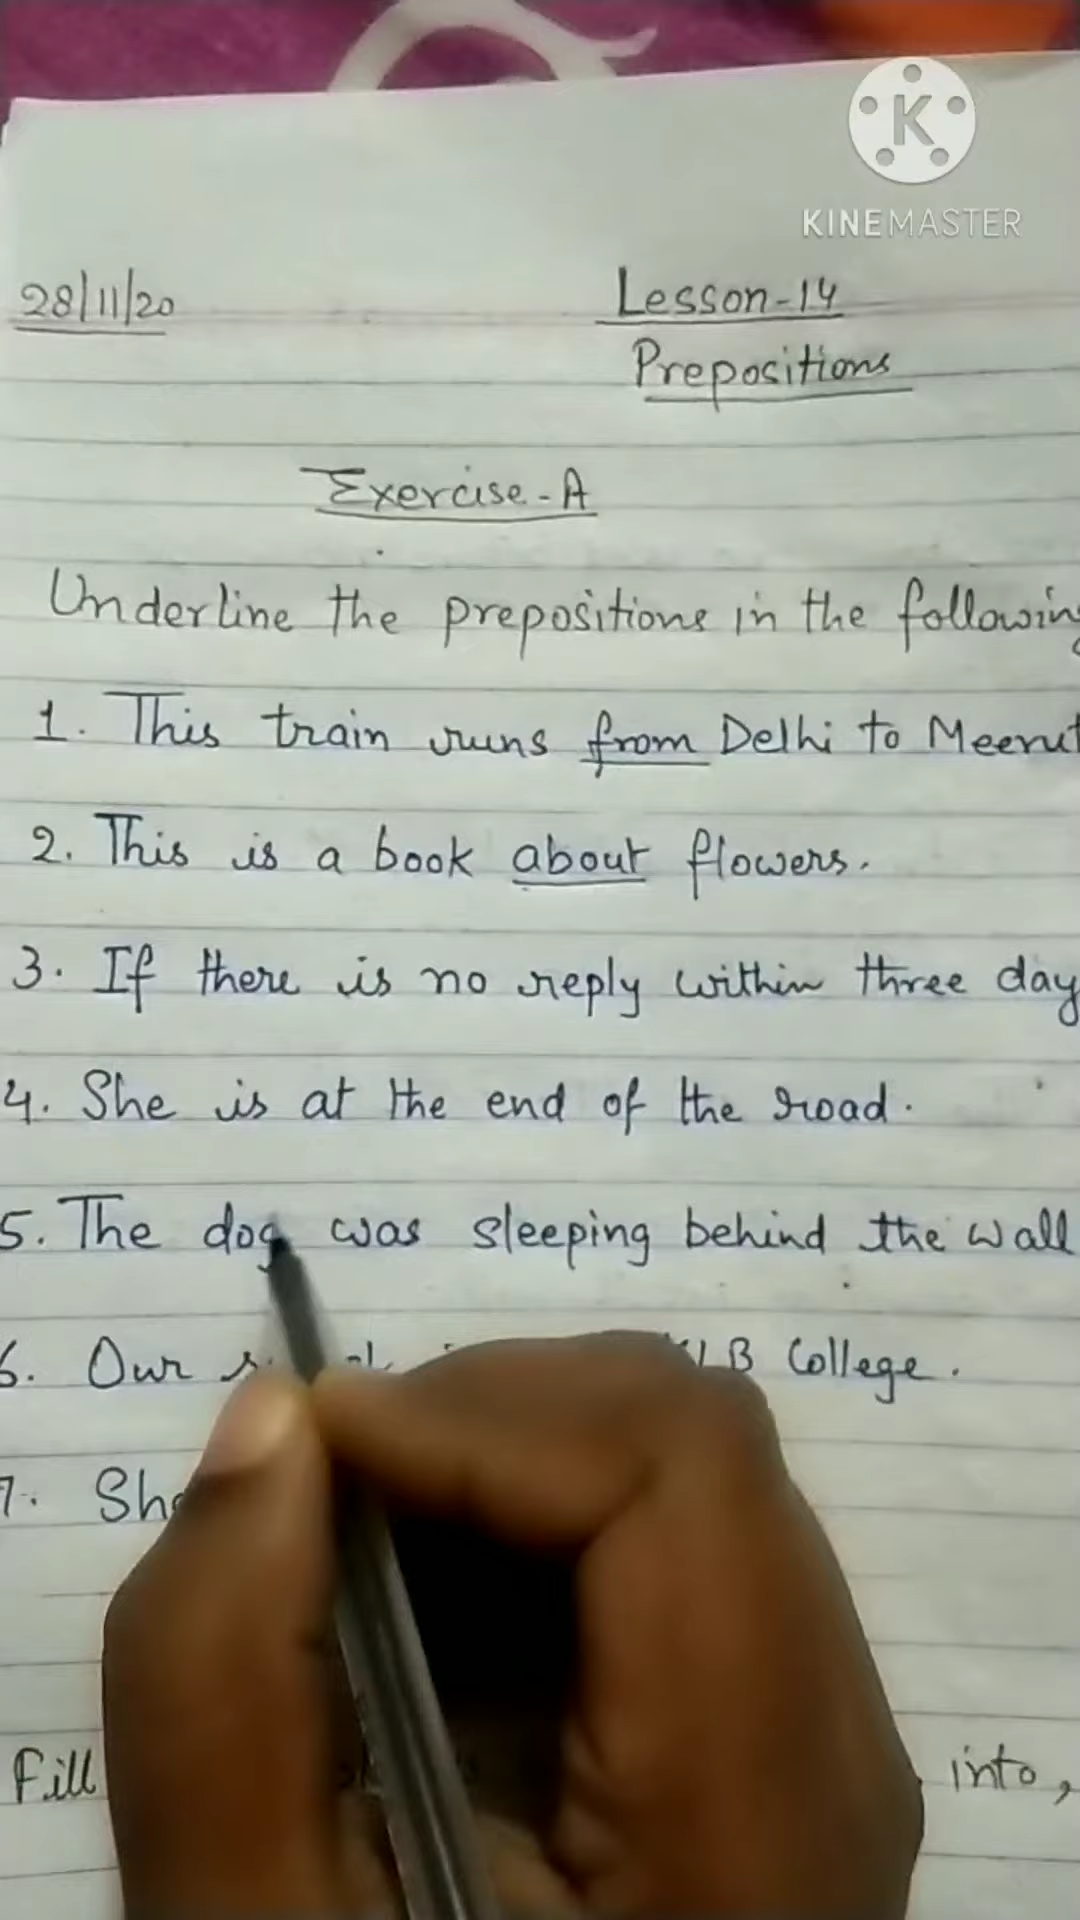 KINEMASTER
28/11/20 Lesson-14
Prepositions
Exercise-A
Underline the prepositions in the following
1. This train runs from Delhi to Meerut
2. This is a book about flowers.
3. If there is no reply within three day
4. She is at the end of the road.
5. The dog was sleeping behind the wall
6. Our B College.
7. She
Fill into,